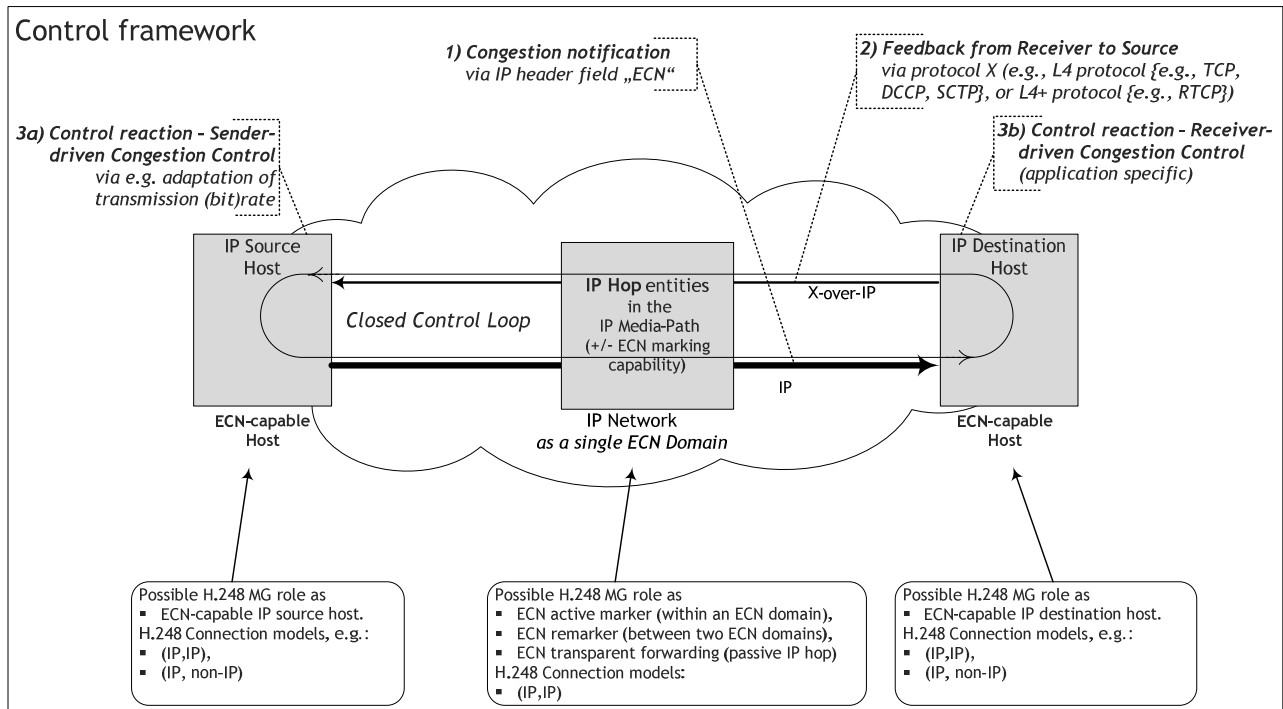 Control framework
1) Congestion notification
via IP header field „ECN“
2) Feedback from Receiver to Source
via protocol X (e.g., L4 protocol {e.g., TCP,
DCCP, SCTP}, or L4+ protocol {e.g., RTCP})
3a) Control reaction – Sender-
driven Congestion Control
via e.g. adaptation of
transmission (bit)rate
3b) Control reaction – Receiver-
driven Congestion Control
(application specific)
IP Source
Host
IP Hop entities
in the
IP Media-Path
(+/- ECN marking
capability)
IP Destination
Host
X-over-IP
Closed Control Loop
IP
ECN-capable
Host
IP Network
as a single ECN Domain
ECN-capable
Host
Possible H.248 MG role as
▪ ECN-capable IP source host.
H.248 Connection models, e.g.:
▪ (IP,IP),
▪ (IP, non-IP)
Possible H.248 MG role as
▪ ECN active marker (within an ECN domain),
▪ ECN remarker (between two ECN domains),
▪ ECN transparent forwarding (passive IP hop)
H.248 Connection models:
▪ (IP,IP)
Possible H.248 MG role as
▪ ECN-capable IP destination host.
H.248 Connection models, e.g.:
▪ (IP,IP),
▪ (IP, non-IP)